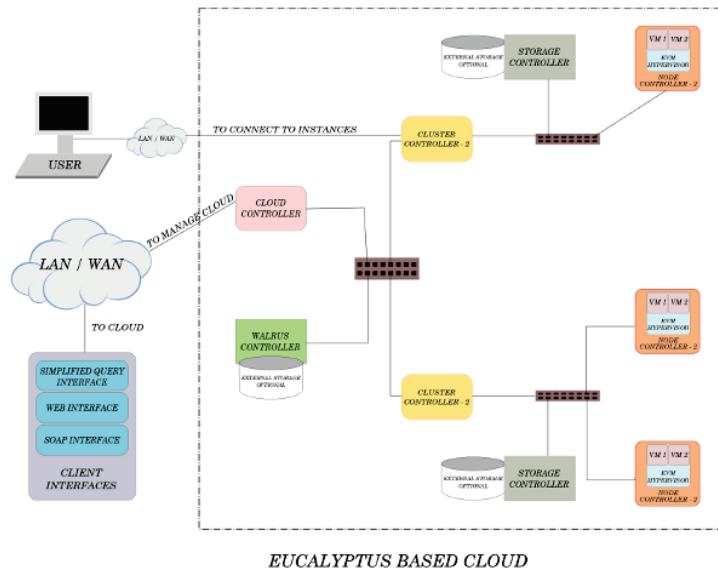 EXTERNAL STORAGE
OPTIONAL
STORAGE
CONTROLLER
VM 1 VM 2
KVM
HYPERVISOR
NODE
CONTROLLER - 2
USER
LAN / WAN
TO CONNECT TO INSTANCES
CLUSTER
CONTROLLER - 2
TO MANAGE CLOUD
CLOUD
CONTROLLER
LAN / WAN
TO CLOUD
WALRUS
CONTROLLER
EXTERNAL STORAGE
OPTIONAL
VM 1 VM 2
KVM
HYPERVISOR
NODE
CONTROLLER - 2
SIMPLIFIED QUERY
INTERFACE
WEB INTERFACE
SOAP INTERFACE
CLIENT
INTERFACES
CLUSTER
CONTROLLER - 2
EXTERNAL STORAGE
OPTIONAL
STORAGE
CONTROLLER
VM 1 VM 2
KVM
HYPERVISOR
NODE
CONTROLLER - 2
EUCALYPTUS BASED CLOUD